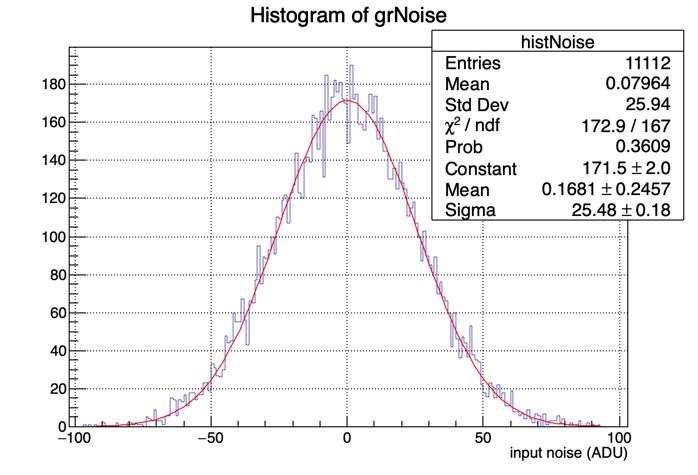 Histogram of grNoise
histNoise
Entries 11112
Mean 0.07964
Std Dev 25.94
χ² / ndf 172.9 / 167
Prob 0.3609
Constant 171.5 ± 2.0
Mean 0.1681 ± 0.2457
Sigma 25.48 ± 0.18
180
160
140
120
100
80
60
40
20
0
−100 −50 0 50 100
input noise (ADU)